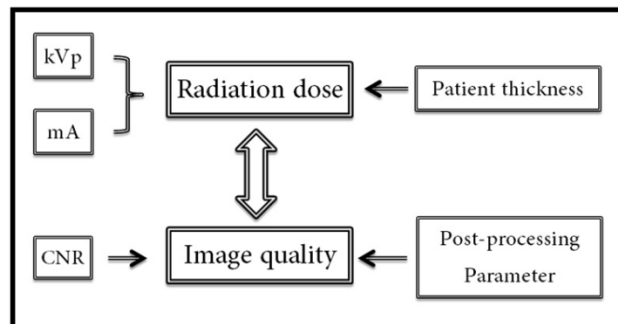 kVp
Radiation dose
Patient thickness
mA
CNR
Image quality
Post-processing
Parameter